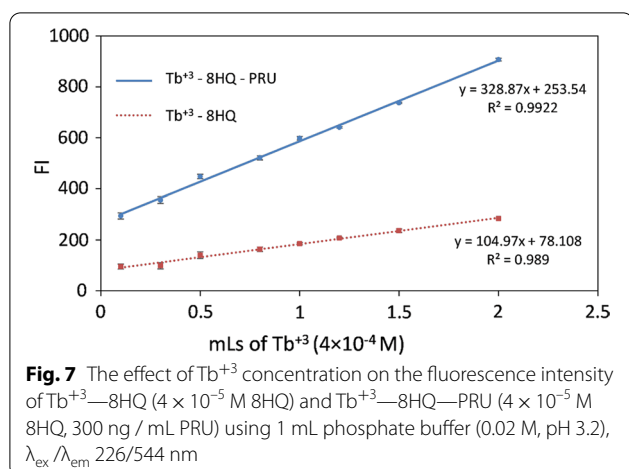 1000
800
600
400
200
0
FI
Tb⁺³ - 8HQ - PRU
Tb⁺³ - 8HQ
y = 328.87x + 253.54
R² = 0.9922
y = 104.97x + 78.108
R² = 0.989
0 0.5 1 1.5 2 2.5
mLs of Tb⁺³ (4×10⁻⁴ M)
Fig. 7 The effect of Tb⁺³ concentration on the fluorescence intensity
of Tb⁺³—8HQ (4 × 10⁻⁵ M 8HQ) and Tb⁺³—8HQ—PRU (4 × 10⁻⁵ M
8HQ, 300 ng / mL PRU) using 1 mL phosphate buffer (0.02 M, pH 3.2),
λex /λem 226/544 nm